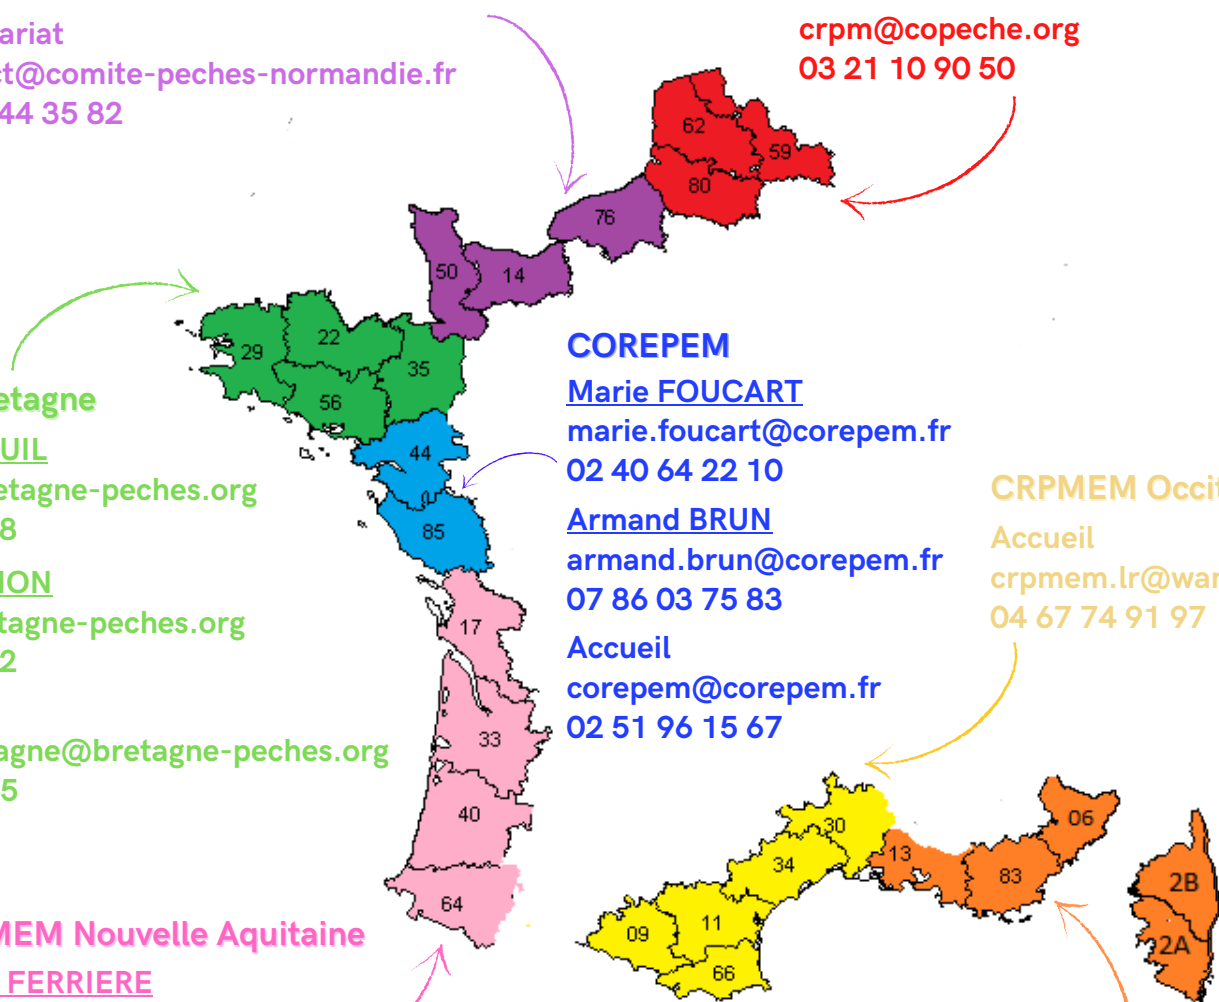 ariat
ct@comite-peches-normandie.fr
44 35 82
crpm@copeche.org
03 21 10 90 50
62
59
80
76
50
14
22
29
35
56
44
85
17
33
40
64
etagne
UIL
etagne-peches.org
8
ION
tagne-peches.org
2
agne@bretagne-peches.org
5
COREPEM
Marie FOUCART
marie.foucart@corepem.fr
02 40 64 22 10
Armand BRUN
armand.brun@corepem.fr
07 86 03 75 83
Accueil
corepem@corepem.fr
02 51 96 15 67
CRPMEM Occit
Accueil
crpmem.lr@wan
04 67 74 91 97
30
34
13
06
83
11
09
66
2B
2A
MEM Nouvelle Aquitaine
FERRIERE